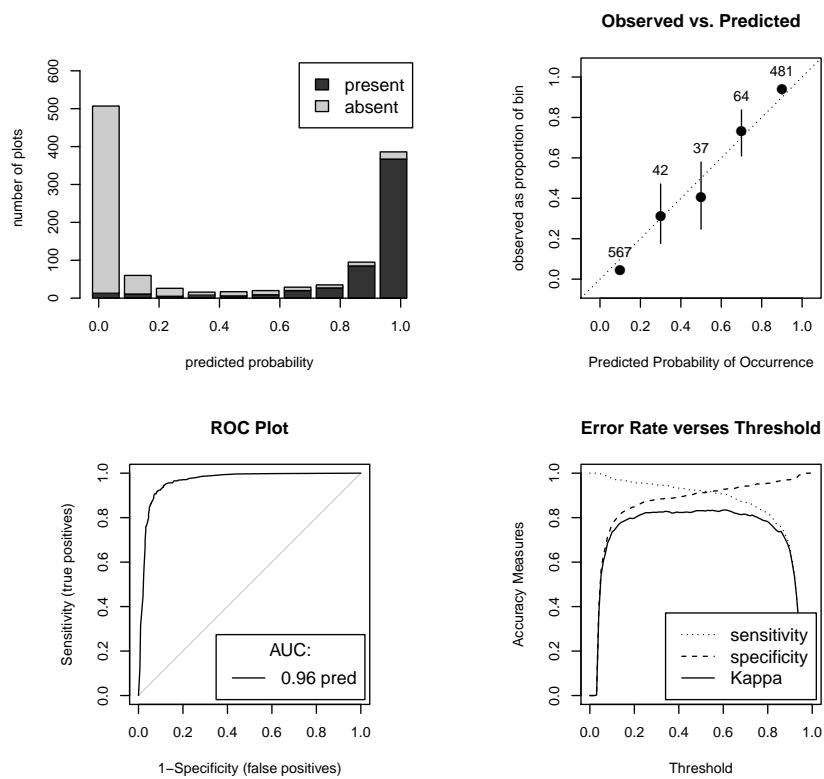 number of plots
0 100 200 300 400 500 600
present
absent
0.0 0.2 0.4 0.6 0.8 1.0
predicted probability
Observed vs. Predicted
observed as proportion of bin
0.0 0.2 0.4 0.6 0.8 1.0
567
42
37
64
481
0.0 0.2 0.4 0.6 0.8 1.0
Predicted Probability of Occurrence
ROC Plot
Sensitivity (true positives)
0.0 0.2 0.4 0.6 0.8 1.0
AUC:
0.96 pred
0.0 0.2 0.4 0.6 0.8 1.0
1−Specificity (false positives)
Error Rate verses Threshold
Accuracy Measures
0.0 0.2 0.4 0.6 0.8 1.0
sensitivity
specificity
Kappa
0.0 0.2 0.4 0.6 0.8 1.0
Threshold